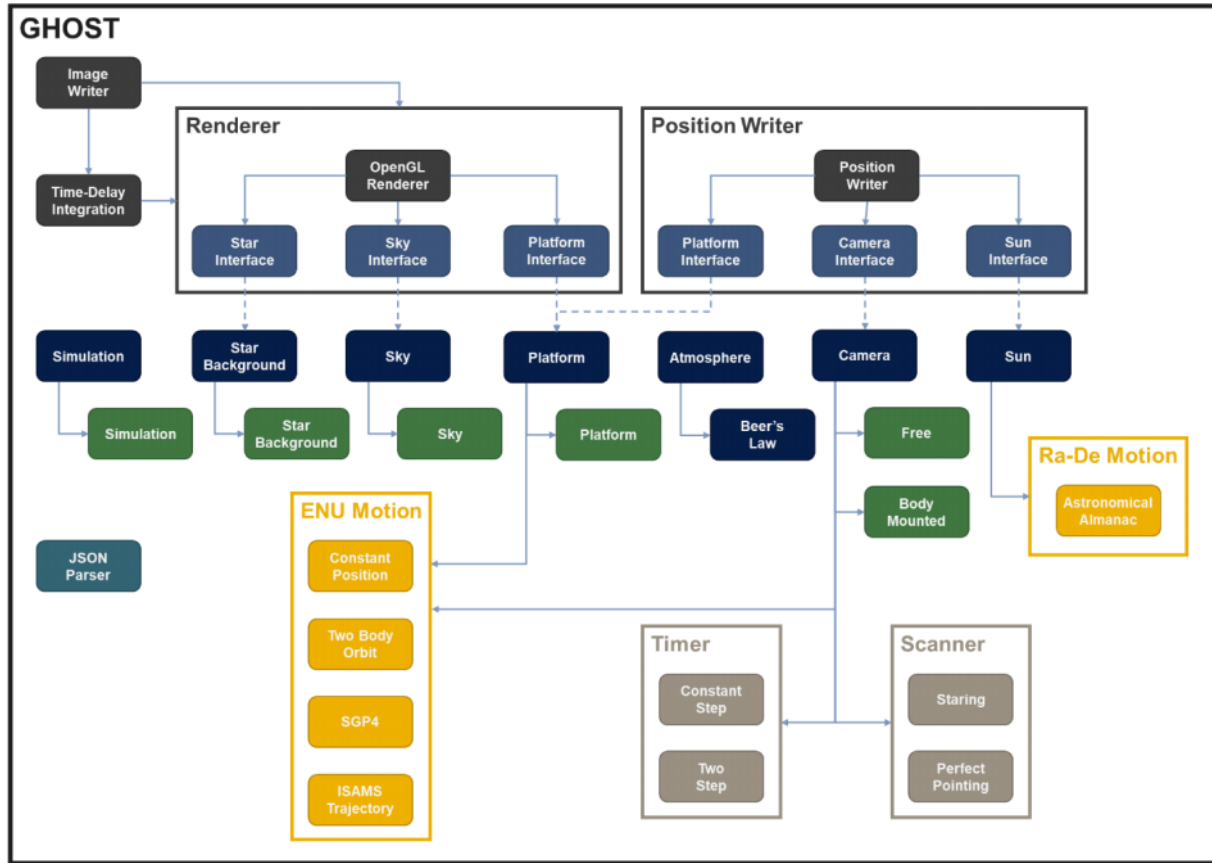 GHOST
Image
Writer
Renderer
Position Writer
OpenGL
Renderer
Position
Writer
Time-Delay
Integration
Star
Interface
Sky
Interface
Platform
Interface
Platform
Interface
Camera
Interface
Sun
Interface
Simulation
Star
Background
Sky
Platform
Atmosphere
Camera
Sun
Simulation
Star
Background
Sky
Platform
Beer's
Law
Free
Ra-De Motion
Astronomical
Almanac
ENU Motion
Body
Mounted
JSON
Parser
Constant
Position
Two Body
Orbit
SGP4
ISAMS
Trajectory
Timer
Constant
Step
Two
Step
Scanner
Staring
Perfect
Pointing